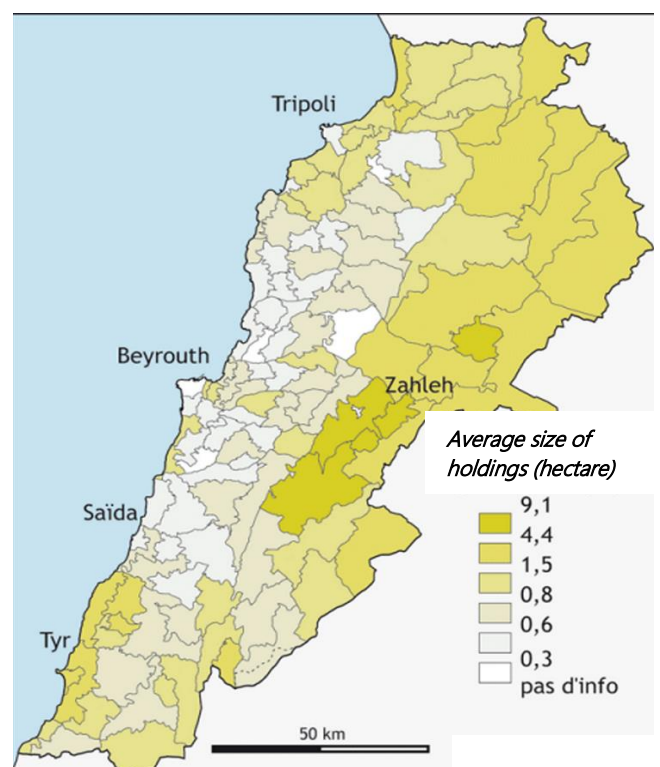 Tripoli
Beyrouth
Zahleh
Average size of
holdings (hectare)
Saïda
9,1
4,4
1,5
0,8
0,6
0,3
pas d'info
Tyr
50 km